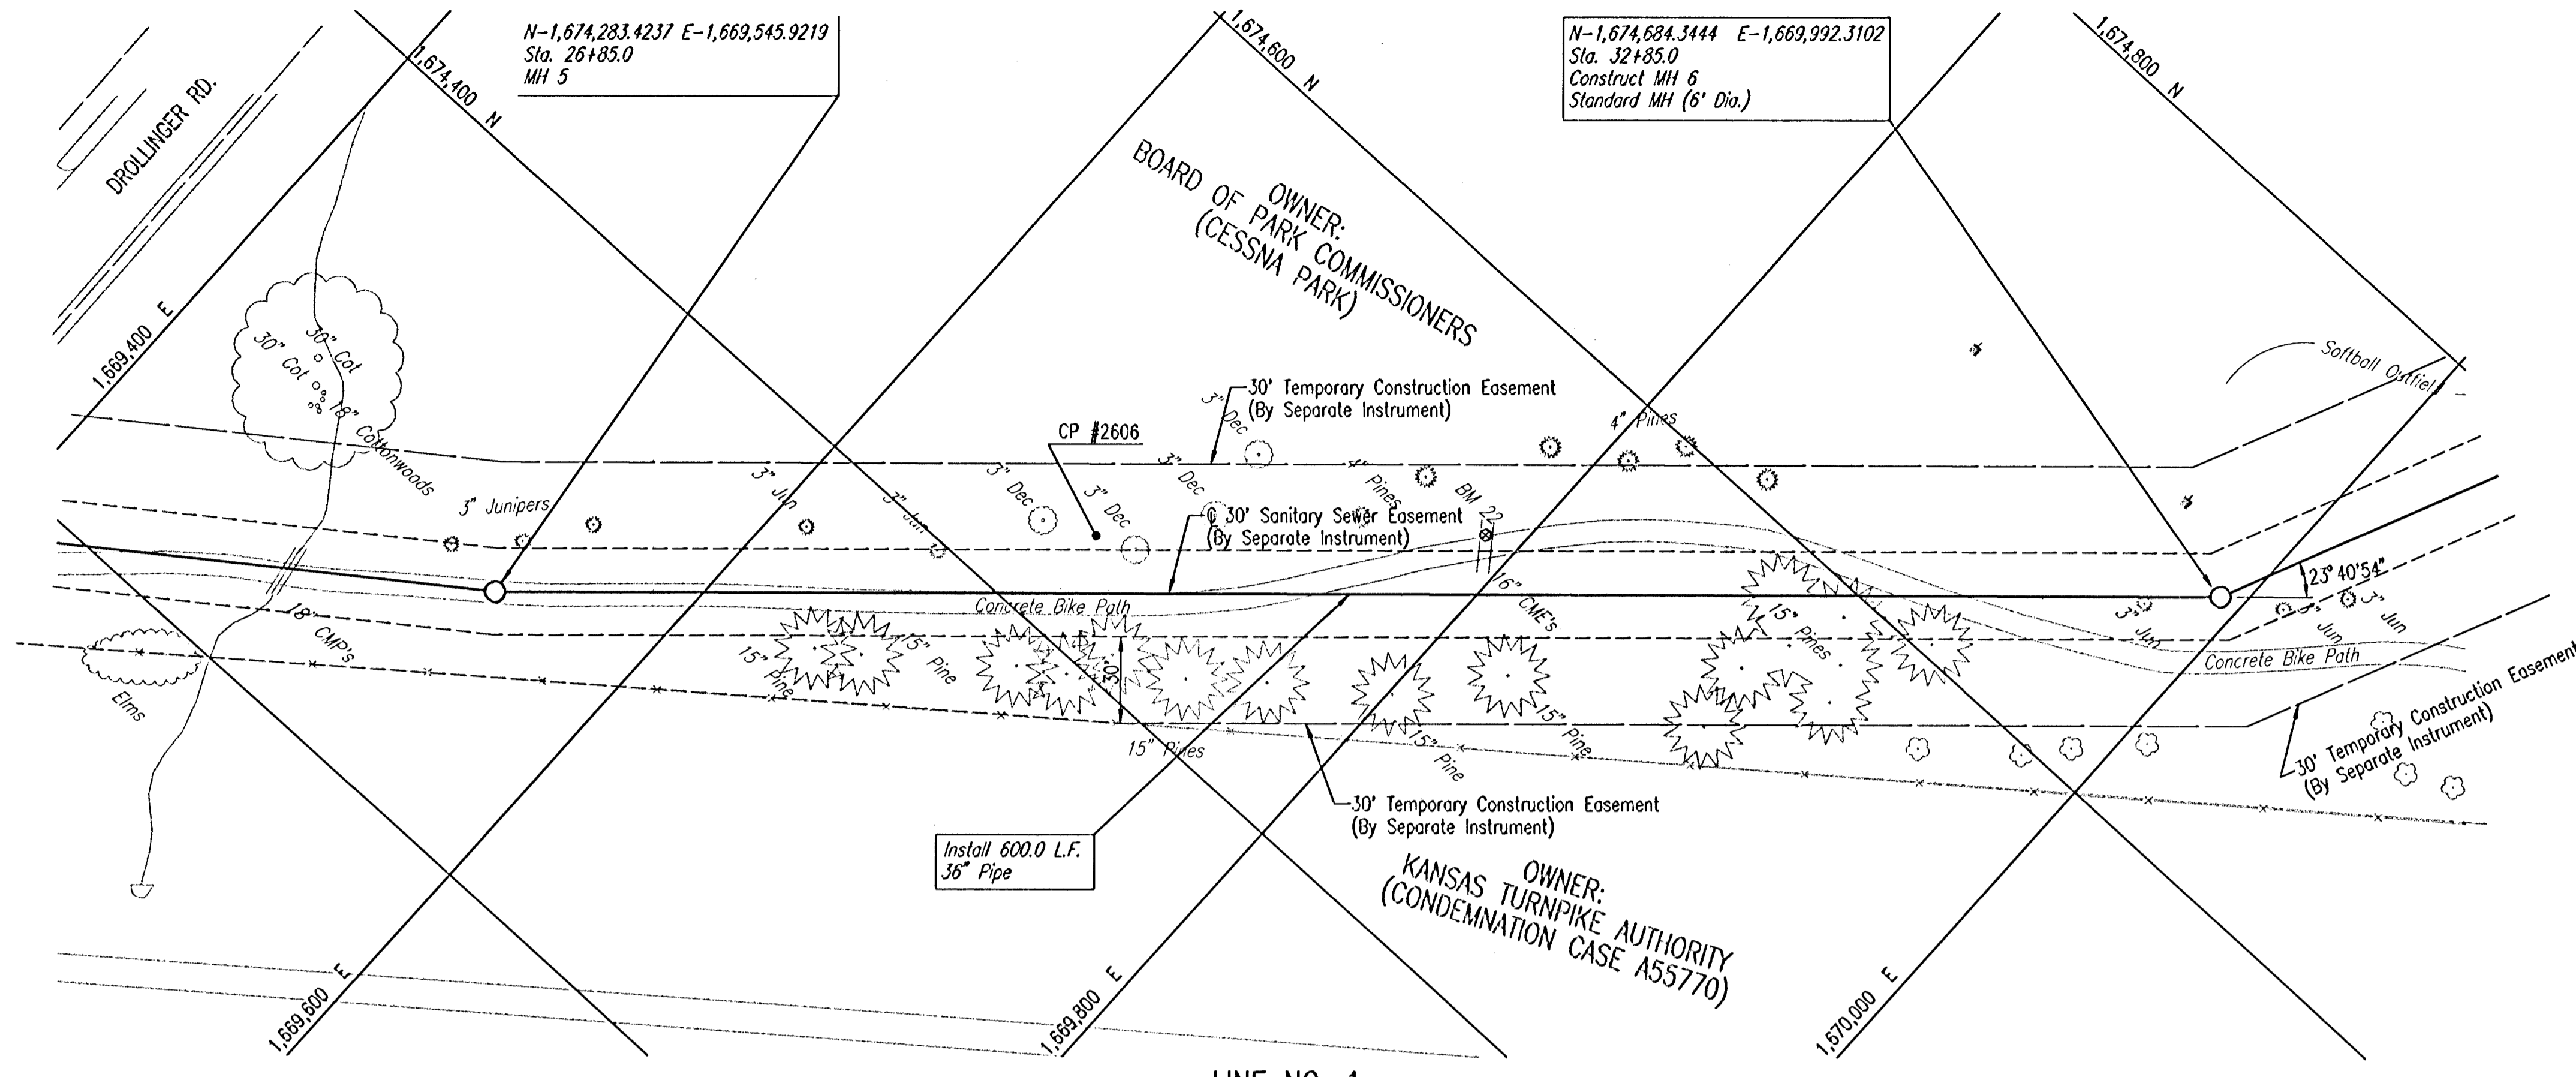 N-1,674,283.4237 E-1,669,545.9219
Sta. 26+85.0
MH 5
N-1,674,684.3444 E-1,669,992.3102
Sta. 32+85.0
Construct MH 6
Standard MH (6' Dia.)
1,674,400 N
1,674,600 N
1,674,800 N
DROLLINGER RD.
OWNER:
BOARD OF PARK COMMISSIONERS
(CESSNA PARK)
1,669,400 E
30" Cot
30" Cot
18"
Cottonwoods
Softball Outfiel
30' Temporary Construction Easement
(By Separate Instrument)
3" Dec
4" Pines
CP #2606
3" Junipers
3" Jun
3" Jun
3" Dec
3" Dec
3" Dec
4" Pines
BM 22
℄ 30' Sanitary Sewer Easement
(By Separate Instrument)
23°40'54"
Concrete Bike Path
16" CME's
15" Pines
3" Jun
3" Jun
3" Jun
18" CMP's
Elms
15" Pine
15" Pine
30'
15" Pines
15" Pine
15" Pine
Concrete Bike Path
30' Temporary Construction Easement
(By Separate Instrument)
30' Temporary Construction Easement
(By Separate Instrument)
Install 600.0 L.F.
36" Pipe
OWNER:
KANSAS TURNPIKE AUTHORITY
(CONDEMNATION CASE A55770)
1,669,600 E
1,669,800 E
1,670,000 E